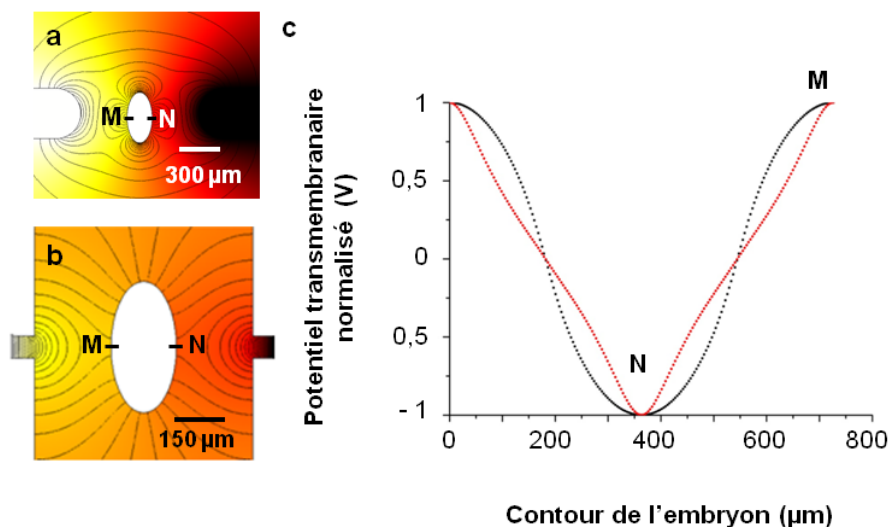 a
M
N
300 µm
b
M
N
150 µm
c
Potentiel transmembranaire
normalisé (V)
1
0,5
0
0,5
- 1
M
N
0
200
400
600
800
Contour de l'embryon (µm)